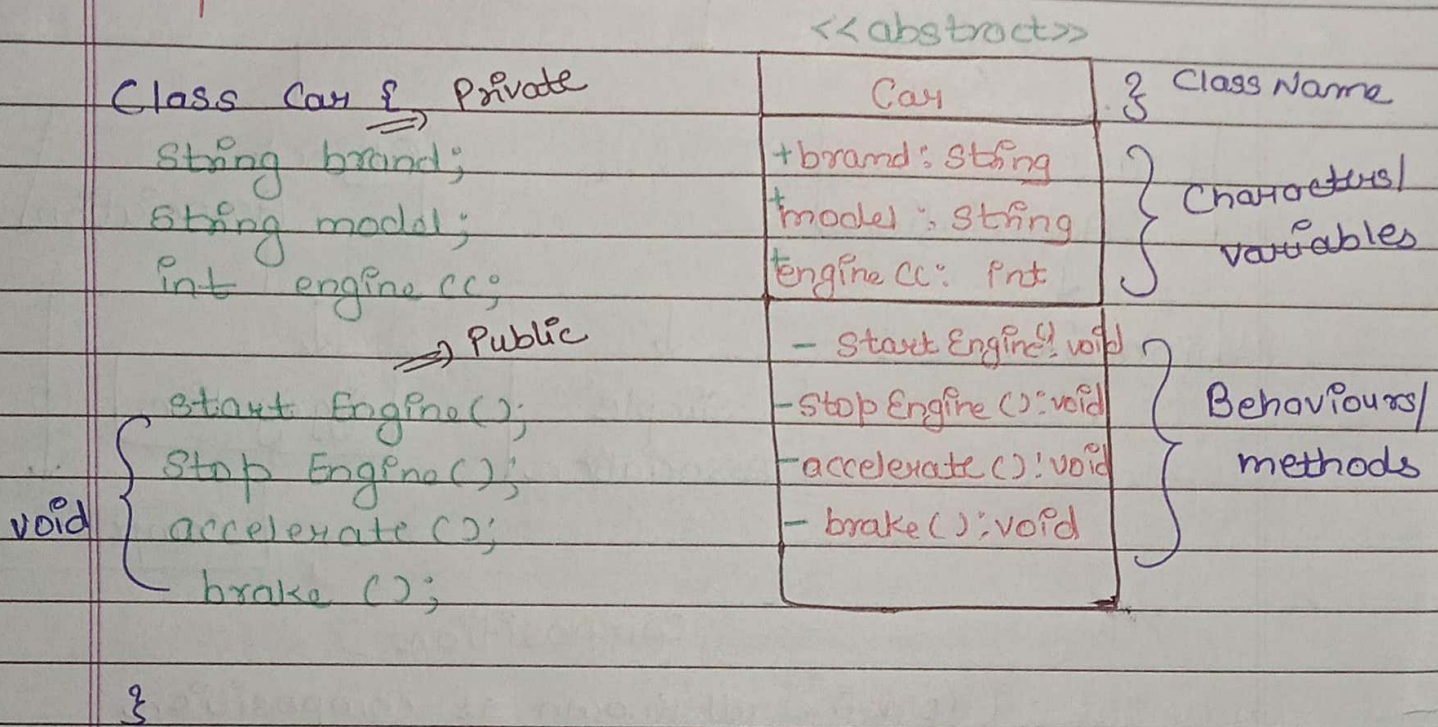 <<abstract>>
Class Car { Private
String brand;
String model;
int engine cc;
⇒ Public
start Engine();
Stop Engine();
accelerate ();
brake ();
void
}
Car
+brand: string
+model: string
+engine cc: int
- start Engine(): void
- stop Engine (): void
- accelerate (): void
- brake (): void
} Class Name
Characters/
variables
Behaviours/
methods